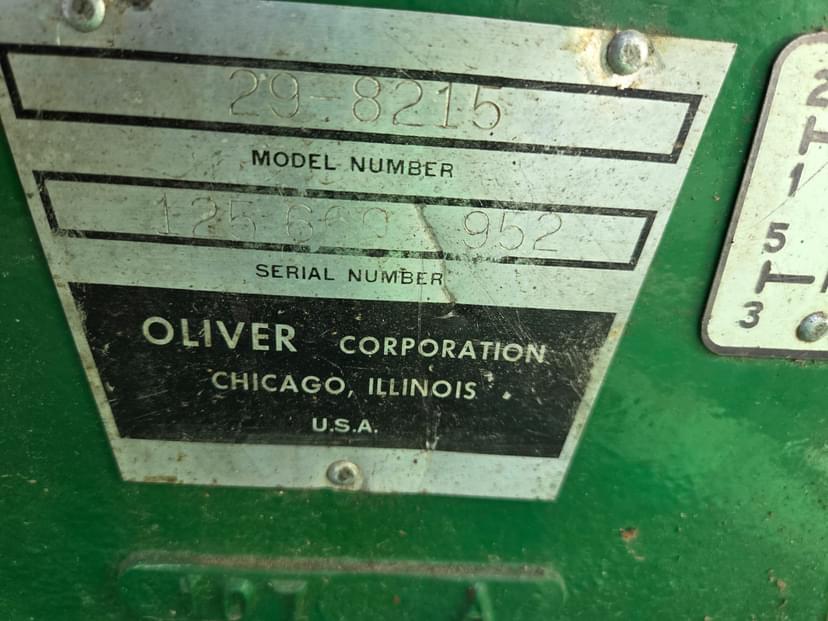 29-8215
MODEL NUMBER
125 952
SERIAL NUMBER
OLIVER CORPORATION
CHICAGO, ILLINOIS
U.S.A.
2
1
5
3